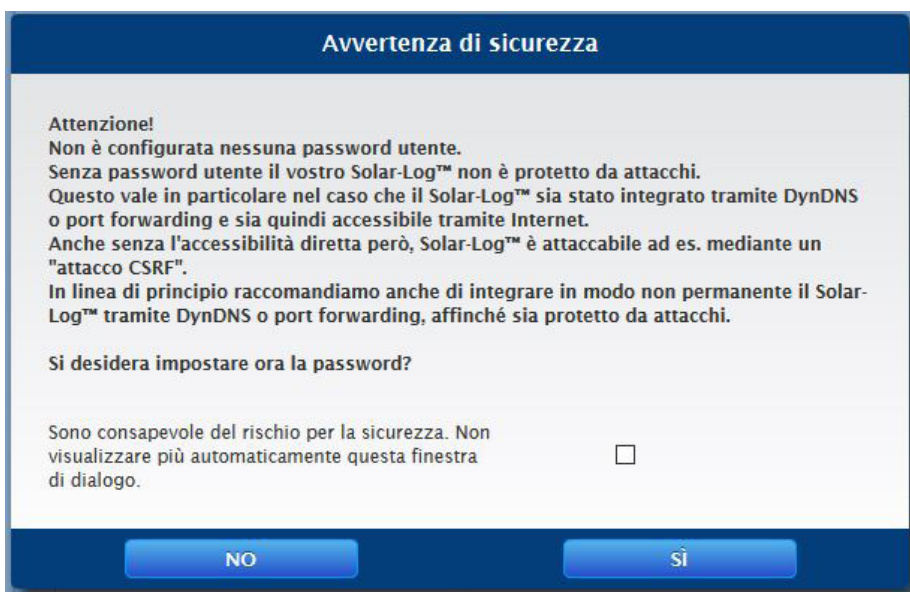 Avvertenza di sicurezza
Attenzione!
Non è configurata nessuna password utente.
Senza password utente il vostro Solar-Log™ non è protetto da attacchi.
Questo vale in particolare nel caso che il Solar-Log™ sia stato integrato tramite DynDNS
o port forwarding e sia quindi accessibile tramite Internet.
Anche senza l'accessibilità diretta però, Solar-Log™ è attaccabile ad es. mediante un
"attacco CSRF".
In linea di principio raccomandiamo anche di integrare in modo non permanente il Solar-
Log™ tramite DynDNS o port forwarding, affinché sia protetto da attacchi.
Si desidera impostare ora la password?
Sono consapevole del rischio per la sicurezza. Non
visualizzare più automaticamente questa finestra
di dialogo.
NO
SÌ